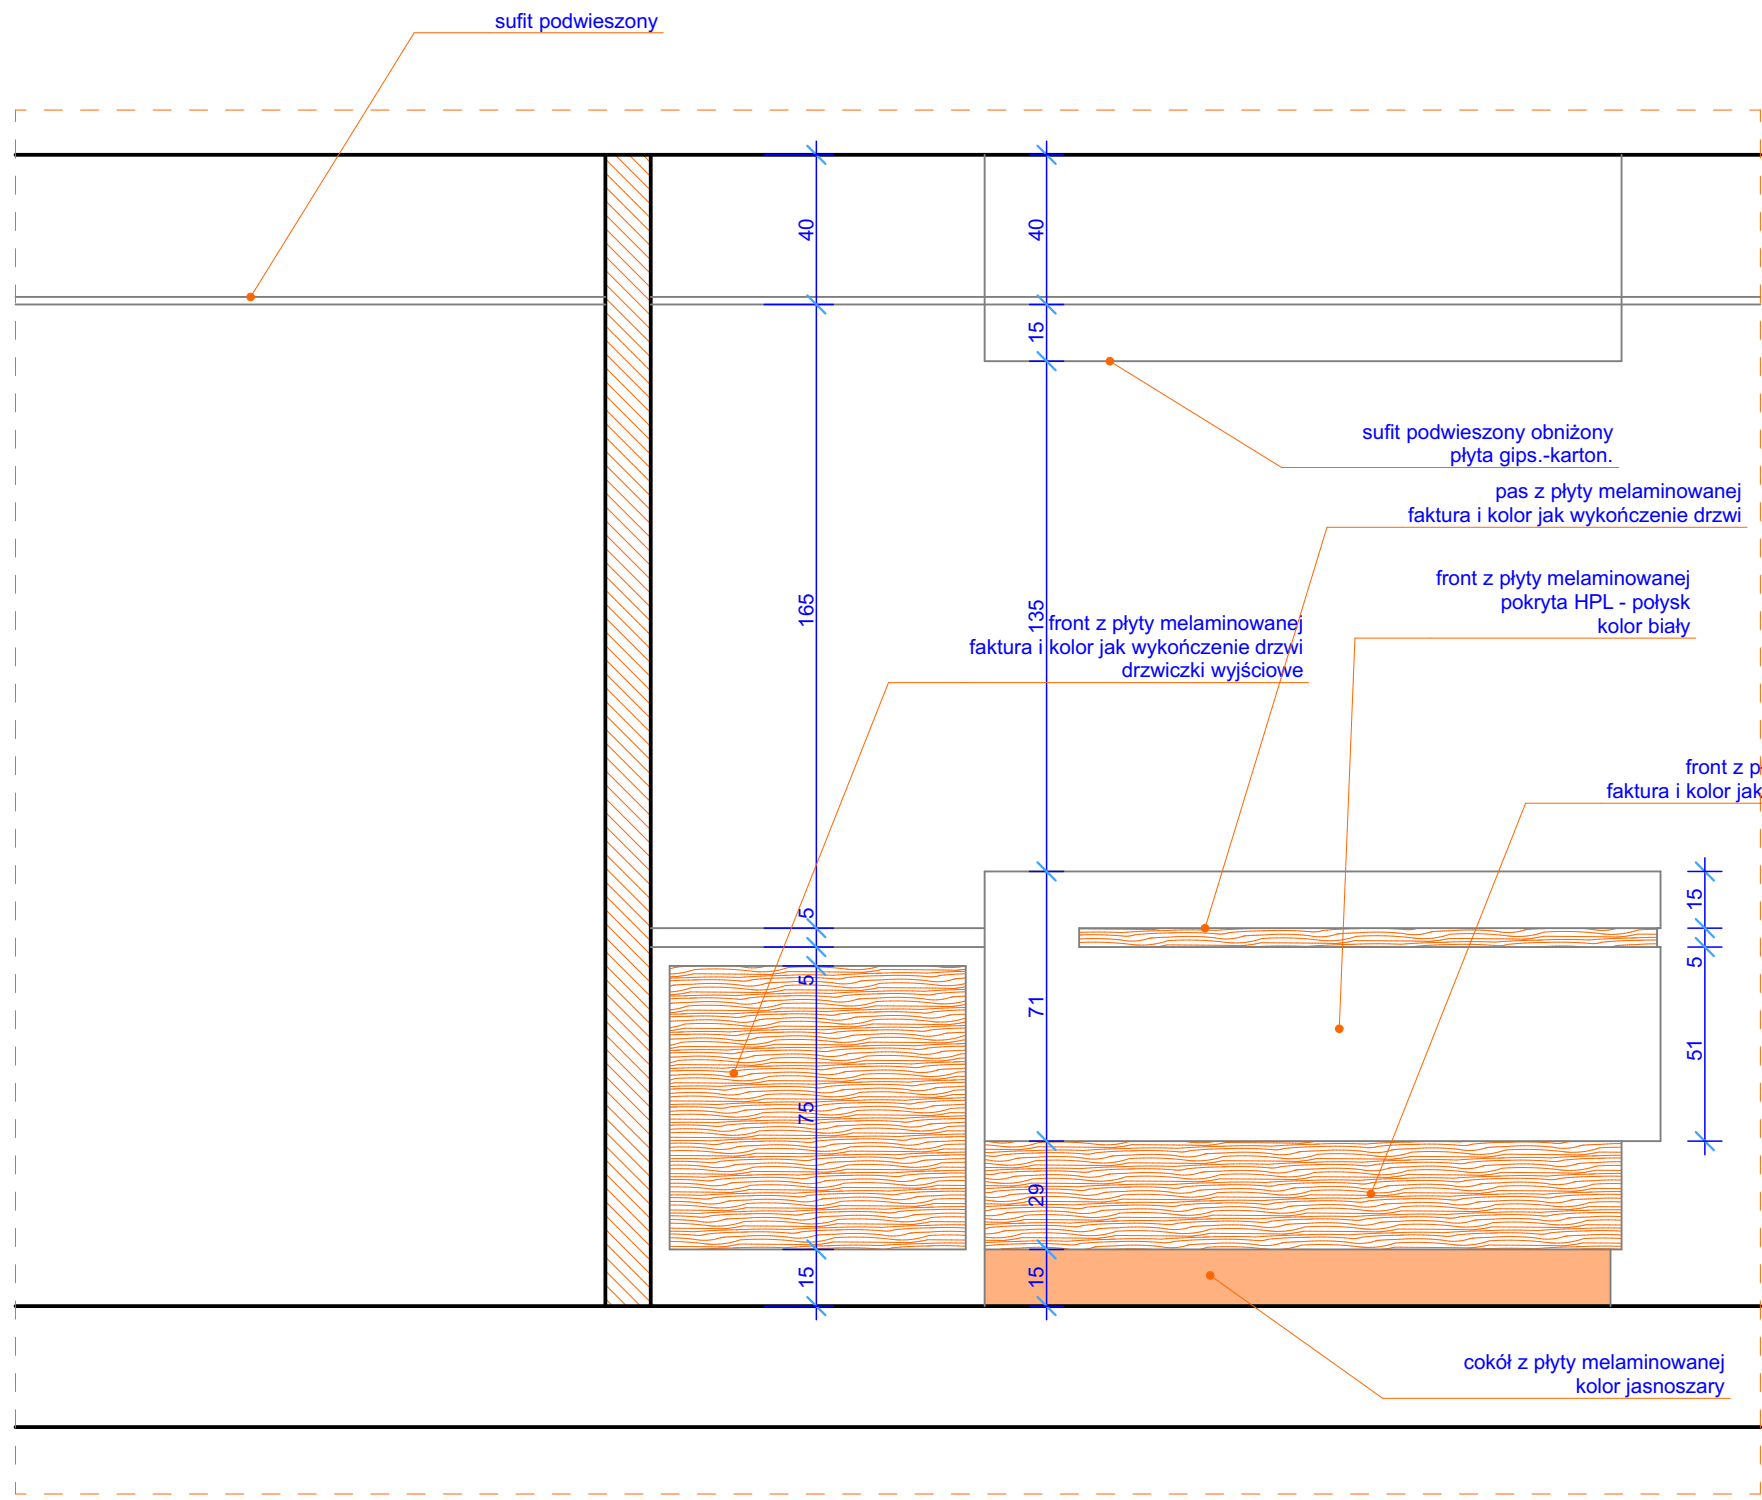 sufit podwieszony
40
40
15
sufit podwieszony obniżony
płyta gips.-karton.
pas z płyty melaminowanej
faktura i kolor jak wykończenie drzwi
front z płyty melaminowanej
pokryta HPL - połysk
kolor biały
165
135
front z płyty melaminowanej
faktura i kolor jak wykończenie drzwi
drzwiczki wyjściowe
front z p
faktura i kolor jak
5
15
5
5
71
51
75
29
15
15
cokół z płyty melaminowanej
kolor jasnoszary